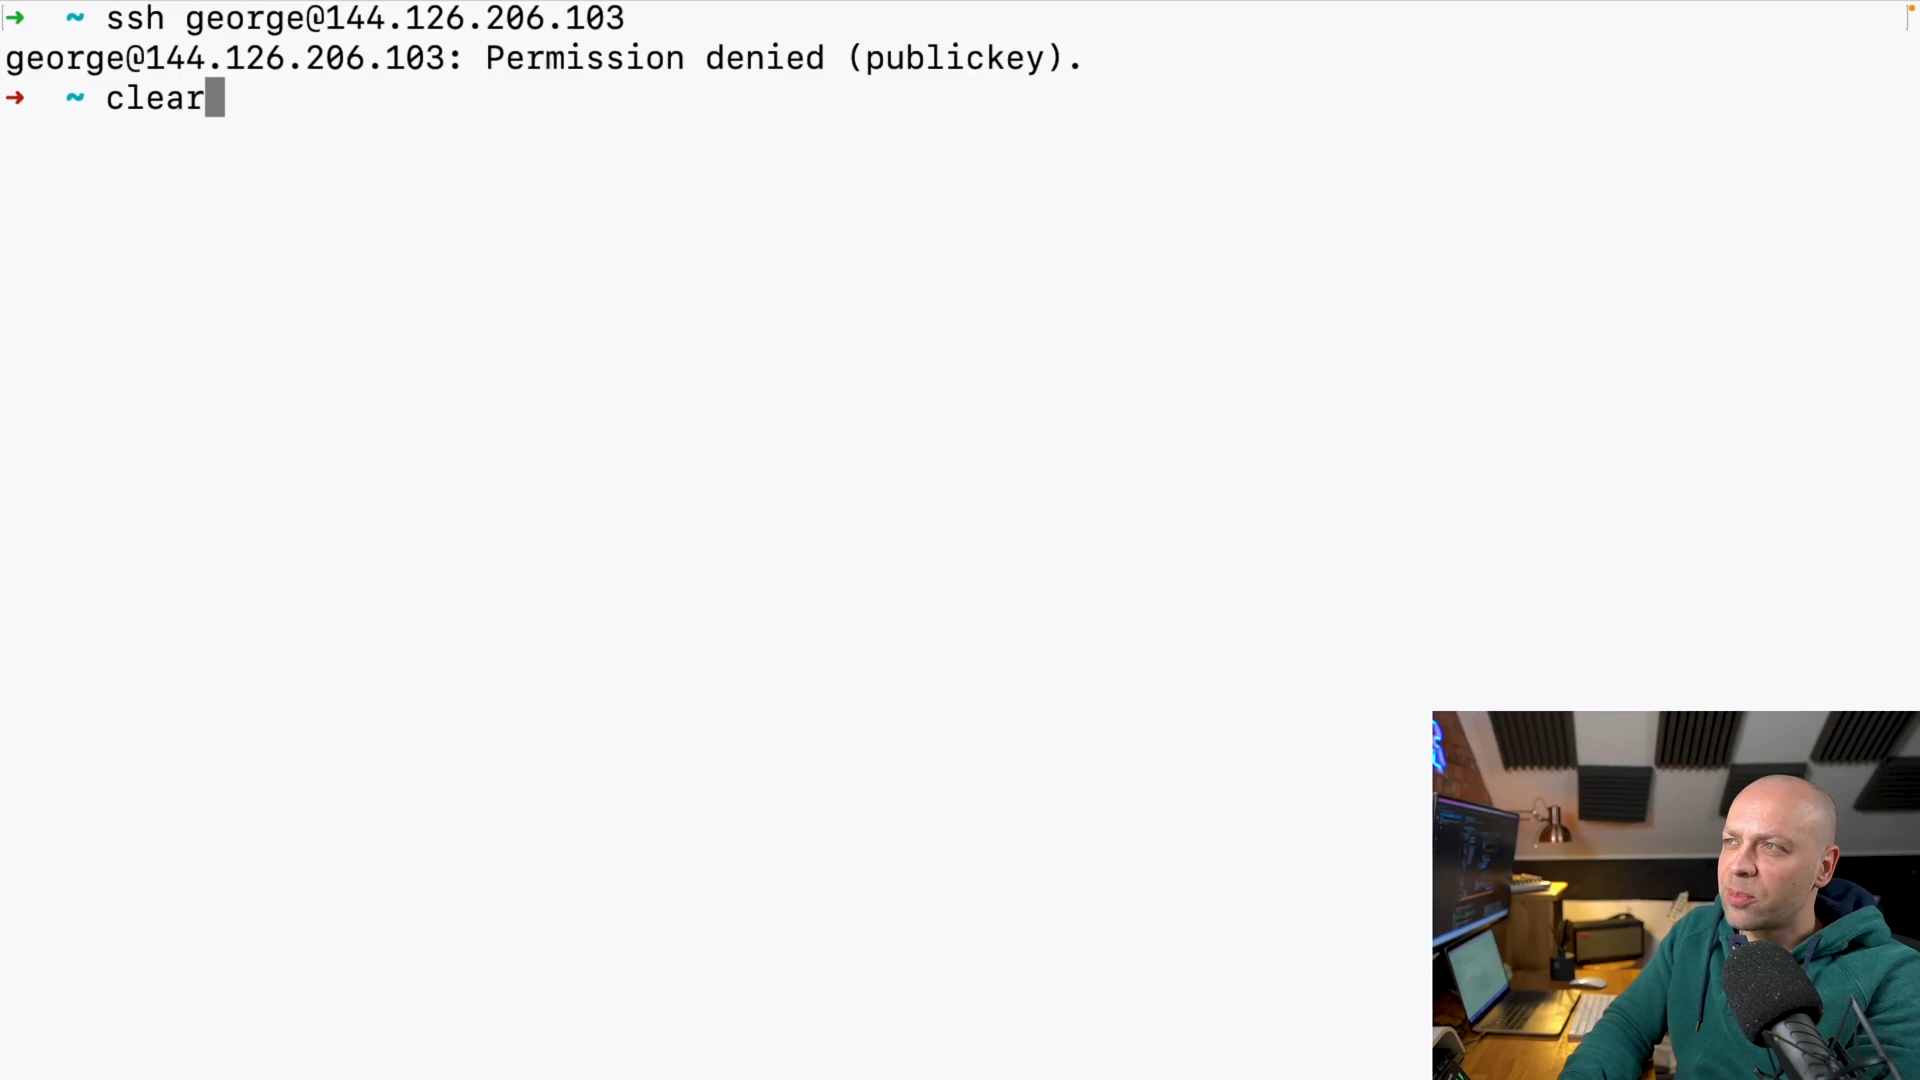 ➜ ~ ssh george@144.126.206.103
george@144.126.206.103: Permission denied (publickey).
➜ ~ clear